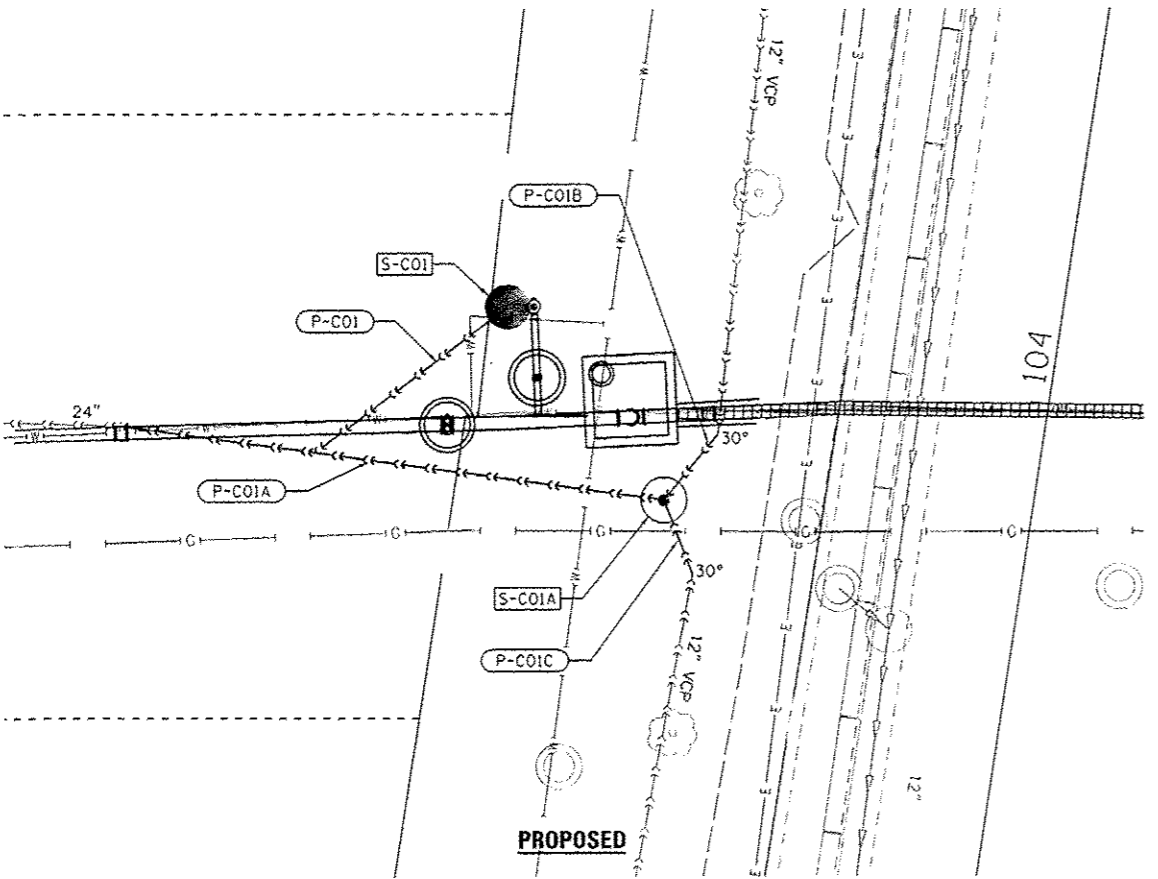 12" VCP
P-C01B
S-C01
P-C01
104
24"
30°
P-C01A
S-C01A
30°
P-C01C
12" VCP
12"
PROPOSED
W
W
W
W
W
W
W
W
E
E
E
E
E
E
E
E
G
G
G
G
G